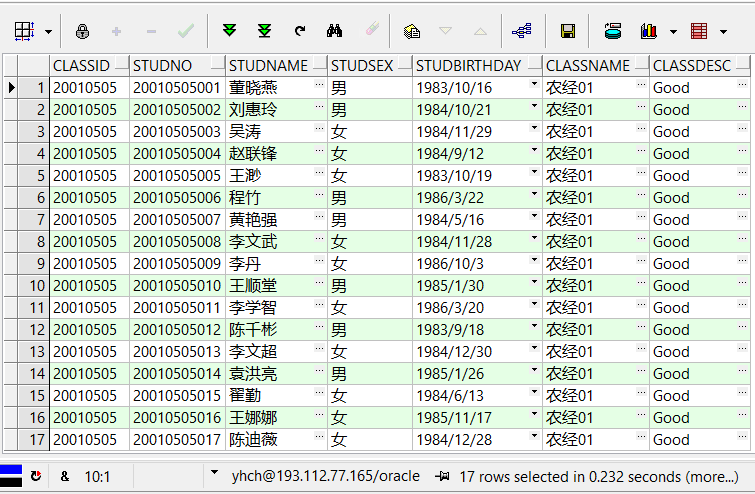 CLASSID STUDNO STUDNAME STUDSEX STUDBIRTHDAY CLASSNAME CLASSDESC
1 20010505 20010505001 董晓燕 男 1983/10/16 农经01 Good
2 20010505 20010505002 刘惠玲 男 1984/10/21 农经01 Good
3 20010505 20010505003 吴涛 女 1984/11/29 农经01 Good
4 20010505 20010505004 赵联锋 女 1984/9/12 农经01 Good
5 20010505 20010505005 王渺 女 1983/10/19 农经01 Good
6 20010505 20010505006 程竹 男 1986/3/22 农经01 Good
7 20010505 20010505007 黄艳强 男 1984/5/16 农经01 Good
8 20010505 20010505008 李文武 女 1984/11/28 农经01 Good
9 20010505 20010505009 李丹 女 1986/10/3 农经01 Good
10 20010505 20010505010 王顺堂 男 1985/1/30 农经01 Good
11 20010505 20010505011 李学智 女 1986/3/20 农经01 Good
12 20010505 20010505012 陈千彬 男 1983/9/18 农经01 Good
13 20010505 20010505013 李文超 女 1984/12/30 农经01 Good
14 20010505 20010505014 袁洪亮 男 1985/1/26 农经01 Good
15 20010505 20010505015 翟勤 女 1984/6/13 农经01 Good
16 20010505 20010505016 王娜娜 女 1985/11/17 农经01 Good
17 20010505 20010505017 陈迪薇 女 1984/12/28 农经01 Good
& 10:1 yhch@193.112.77.165/oracle 17 rows selected in 0.232 seconds (more...)